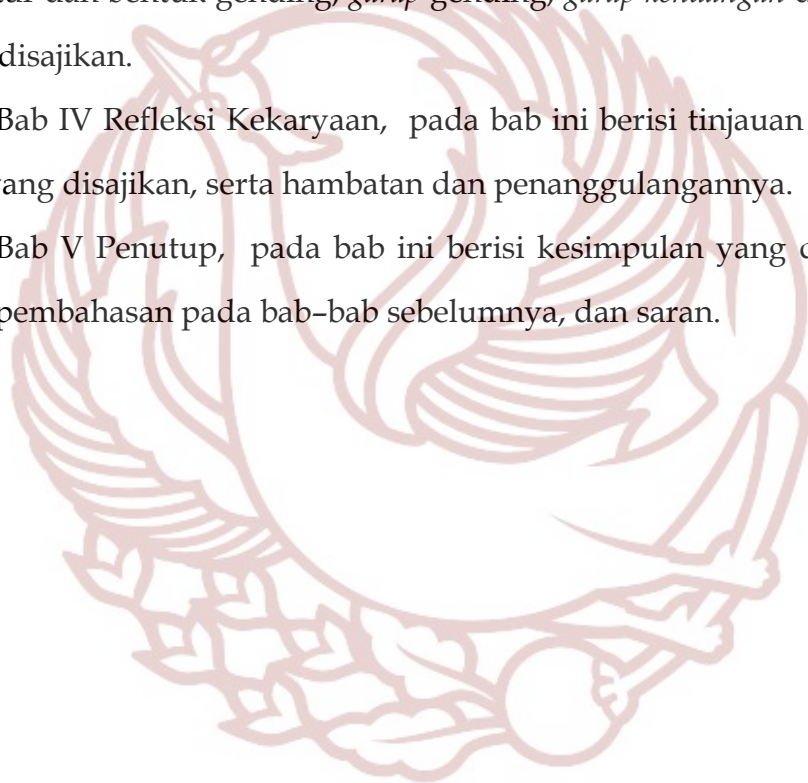 dan bentuk gending, garap gending, garap kendangan
disajikan.
Bab IV Refleksi Kekaryaan, pada bab ini berisi tinjauan
yang disajikan, serta hambatan dan penanggulangannya.
Bab V Penutup, pada bab ini berisi kesimpulan yang
pembahasan pada bab–bab sebelumnya, dan saran.